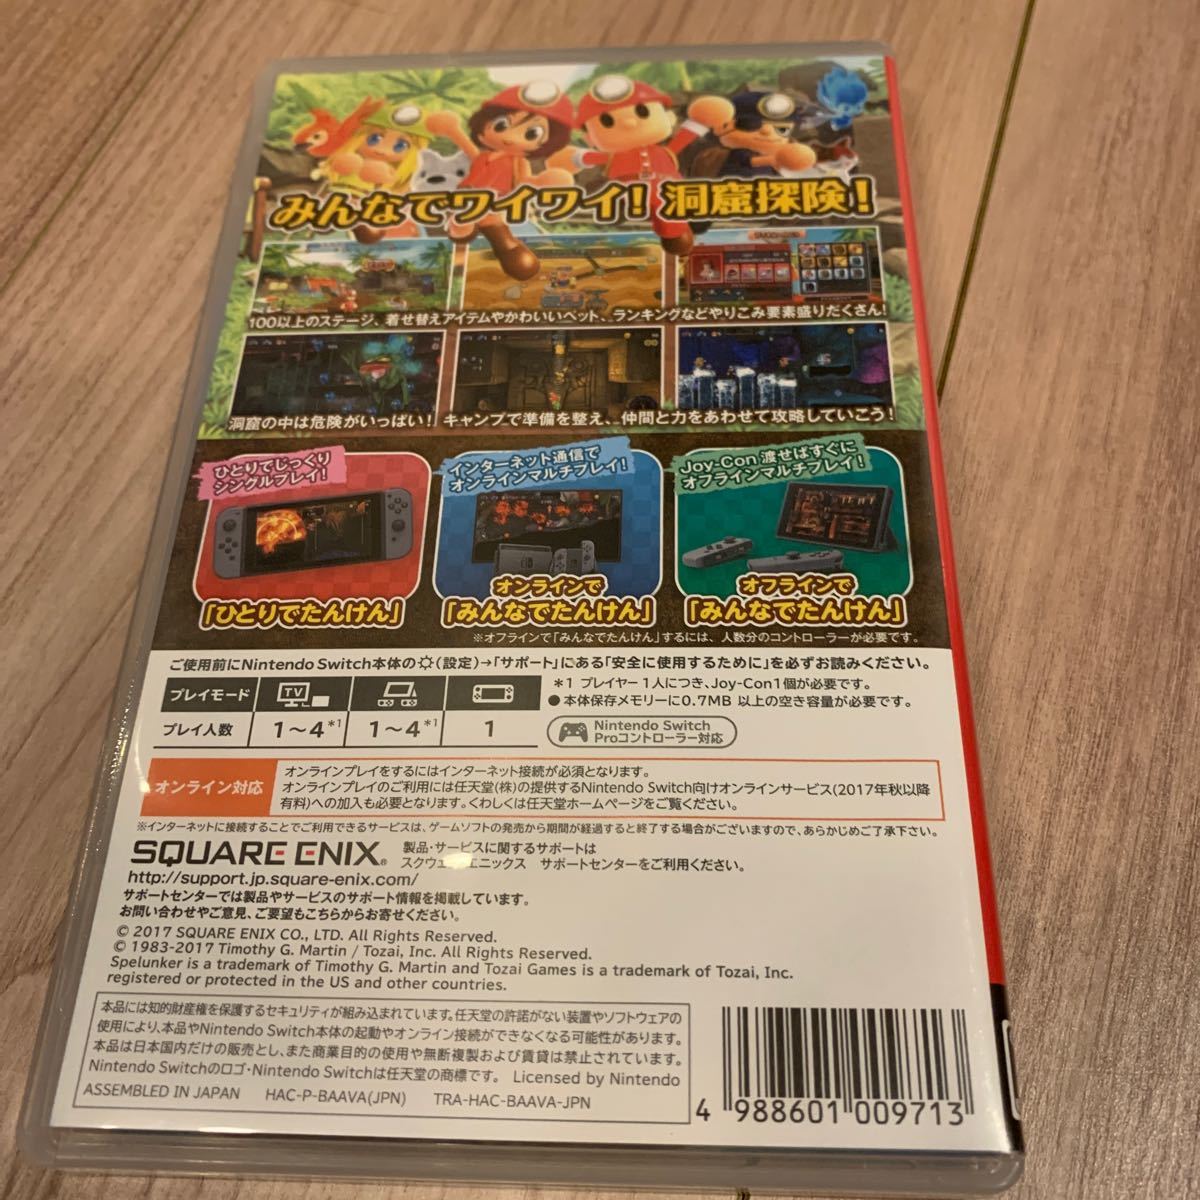 みんなでワイワイ! 洞窟探険!
100以上のステージ、着せ替えアイテムやかわいいペット、ランキングなどやりこみ要素盛りだくさん!
洞窟の中は危険がいっぱい! キャンプで準備を整え、仲間と力をあわせて攻略していこう!
ひとりでじっくり
シングルプレイ!
「ひとりでたんけん」
インターネット通信で
オンラインマルチプレイ!
オンラインで
「みんなでたんけん」
Joy-Con 渡せばすぐに
オフラインマルチプレイ!
オフラインで
「みんなでたんけん」
※オフラインで「みんなでたんけん」するには、人数分のコントローラーが必要です。
ご使用前にNintendo Switch本体の(設定)→「サポート」にある「安全に使用するために」を必ずお読みください。
プレイモード TV
プレイ人数 1〜4*1 1〜4*1 1
*1 プレイヤー1人につき、Joy-Con1個が必要です。
●本体保存メモリーに0.7MB 以上の空き容量が必要です。
Nintendo Switch
Proコントローラー対応
オンライン対応
オンラインプレイをするにはインターネット接続が必須となります。
オンラインプレイのご利用には任天堂(株)の提供するNintendo Switch向けオンラインサービス(2017年秋以降
有料)への加入も必要となります。くわしくは任天堂ホームページをご覧ください。
※インターネットに接続することでご利用できるサービスは、ゲームソフトの発売から期間が経過すると終了する場合がございますので、あらかじめご了承下さい。
SQUARE ENIX®
製品・サービスに関するサポートは
スクウェア・エニックス サポートセンターをご利用ください。
http://support.jp.square-enix.com/
サポートセンターでは製品やサービスのサポート情報を掲載しています。
お問い合わせやご意見、ご要望もこちらからお寄せください。
© 2017 SQUARE ENIX CO., LTD. All Rights Reserved.
© 1983-2017 Timothy G. Martin / Tozai, Inc. All Rights Reserved.
Spelunker is a trademark of Timothy G. Martin and Tozai Games is a trademark of Tozai, Inc.
registered or protected in the US and other countries.
本品には知的財産権を保護するセキュリティが組み込まれています。任天堂の許諾がない装置やソフトウェアの
使用により、本品やNintendo Switch本体の起動やオンライン接続ができなくなる可能性があります。
本品は日本国内だけの販売とし、また商業目的の使用や無断複製および賃貸は禁止されています。
Nintendo Switchのロゴ・Nintendo Switchは任天堂の商標です。 Licensed by Nintendo
ASSEMBLED IN JAPAN HAC-P-BAAVA(JPN) TRA-HAC-BAAVA-JPN
4 988601 009713